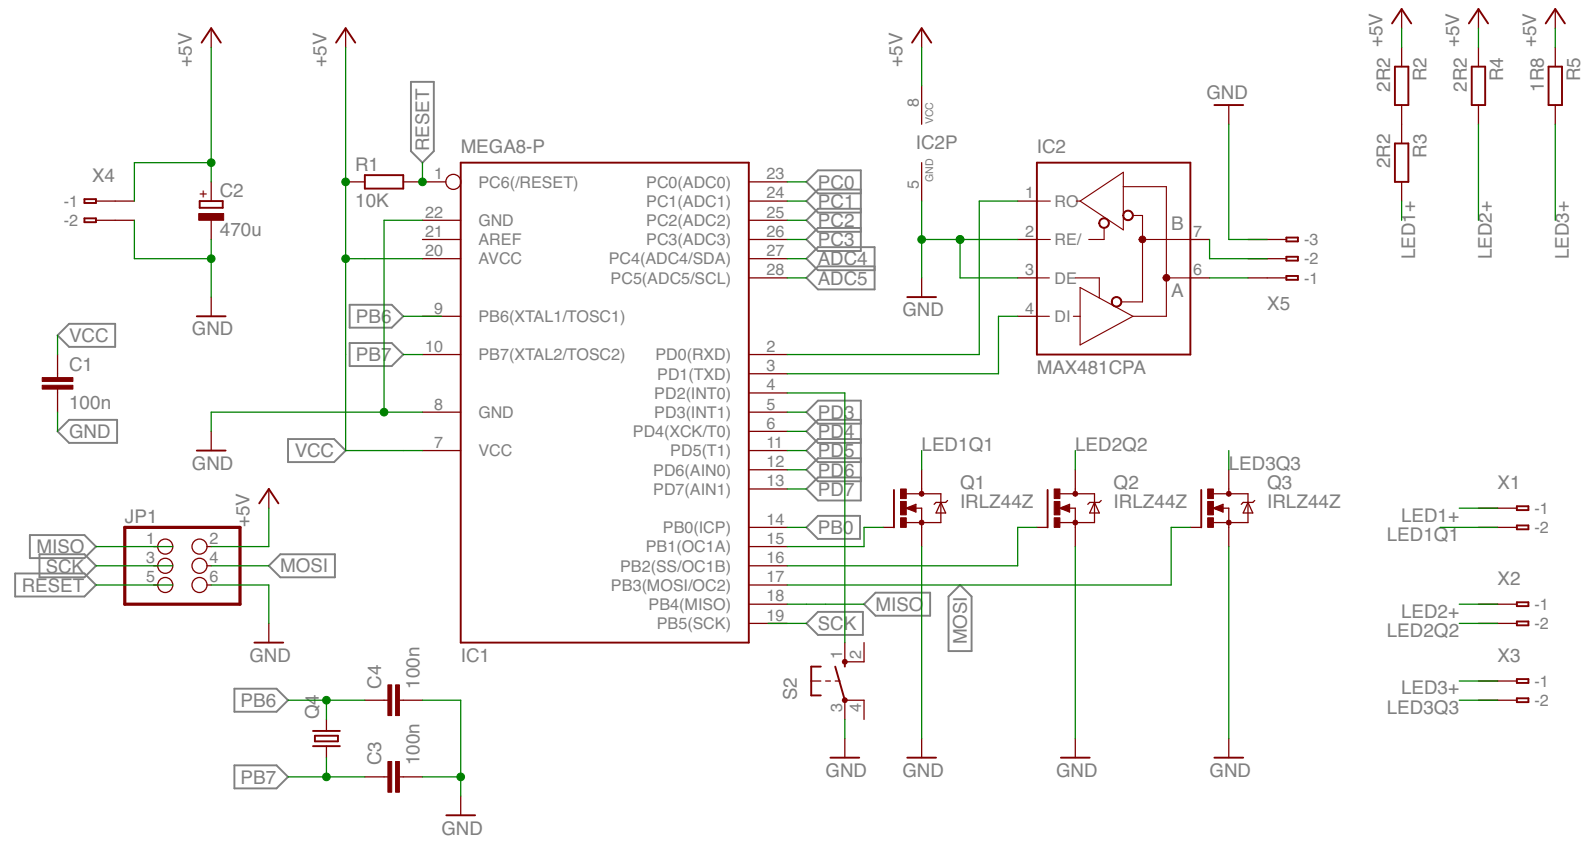 +5V
+5V
+5V
+5V
+5V
+5V
X4
-1
-2
+
C2
470u
GND
VCC
C1
100n
GND
R1
10K
RESET
MEGA8-P
1 PC6(/RESET)
22 GND
21 AREF
20 AVCC
PB6 9 PB6(XTAL1/TOSC1)
PB7 10 PB7(XTAL2/TOSC2)
8 GND
VCC 7 VCC
GND
PC0(ADC0) 23 PC0
PC1(ADC1) 24 PC1
PC2(ADC2) 25 PC2
PC3(ADC3) 26 PC3
PC4(ADC4/SDA) 27 ADC4
PC5(ADC5/SCL) 28 ADC5
PD0(RXD) 2
PD1(TXD) 3
PD2(INT0) 4
PD3(INT1) 5 PD3
PD4(XCK/T0) 6 PD4
PD5(T1) 11 PD5
PD6(AIN0) 12 PD6
PD7(AIN1) 13 PD7
PB0(ICP) 14 PB0
PB1(OC1A) 15
PB2(SS/OC1B) 16
PB3(MOSI/OC2) 17
PB4(MISO) 18 MISO
PB5(SCK) 19 SCK
MOSI
IC1
8 VCC
IC2P
5 GND
GND
IC2
1 RO
2 RE/
3 DE
4 DI
B 7
A 6
MAX481CPA
GND
-3
-2
-1
X5
2R2 R2
2R2 R3
LED1+
2R2 R4
LED2+
1R8 R5
LED3+
LED1Q1
Q1
IRLZ44Z
LED2Q2
Q2
IRLZ44Z
LED3Q3
Q3
IRLZ44Z
X1
LED1+ -1
LED1Q1 -2
X2
LED2+ -1
LED2Q2 -2
X3
LED3+ -1
LED3Q3 -2
JP1
+5V
MISO 1 2
SCK 3 4 MOSI
RESET 5 6
GND
PB6 Q4 C4 100n
PB7 C3 100n
GND
S2
1 2
3 4
GND
GND
GND
GND